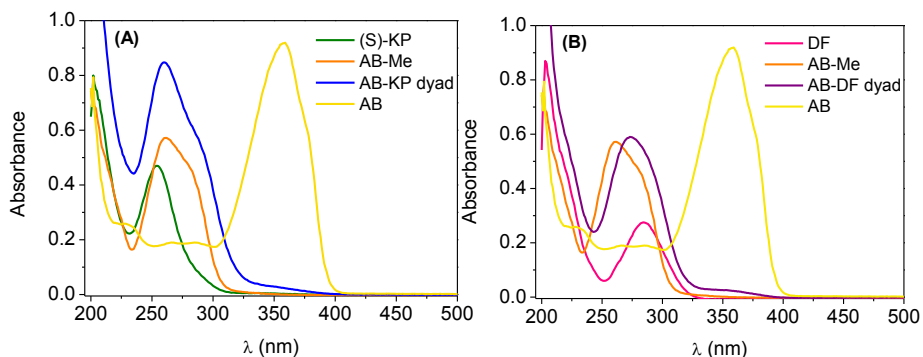 (A)
(S)-KP
AB-Me
AB-KP dyad
AB
Absorbance
1.0
0.8
0.6
0.4
0.2
0.0
200 250 300 350 400 450 500
λ (nm)
(B)
DF
AB-Me
AB-DF dyad
AB
Absorbance
1.0
0.8
0.6
0.4
0.2
0.0
200 250 300 350 400 450 500
λ (nm)